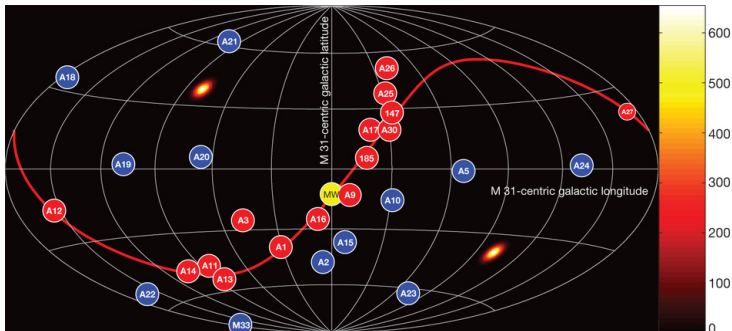 A21
600
A18
A26
A25
500
147
A27
A17
A30
400
A19
A20
185
A5
A24
M 31-centric galactic latitude
M 31-centric galactic longitude
300
MW
A9
A10
A12
A3
A16
200
A1
A15
A2
A14
A11
A13
100
A22
A23
M33
0